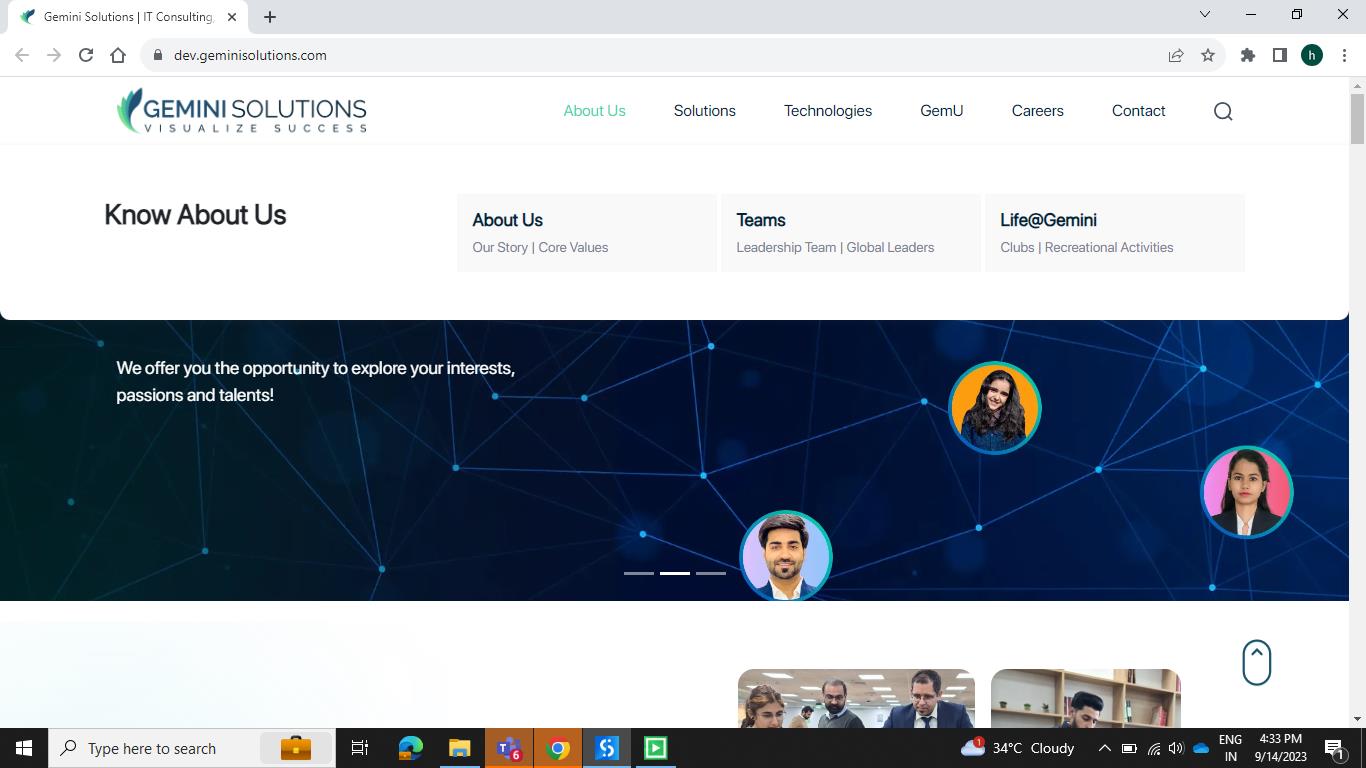 Gemini Solutions | IT Consulting,
dev.geminisolutions.com
h
GEMINI SOLUTIONS
VISUALIZE SUCCESS
About Us
Solutions
Technologies
GemU
Careers
Contact
Know About Us
About Us
Our Story | Core Values
Teams
Leadership Team | Global Leaders
Life@Gemini
Clubs | Recreational Activities
We offer you the opportunity to explore your interests,
passions and talents!
Type here to search
6
1
34°C Cloudy
ENG
IN
4:33 PM
9/14/2023
1